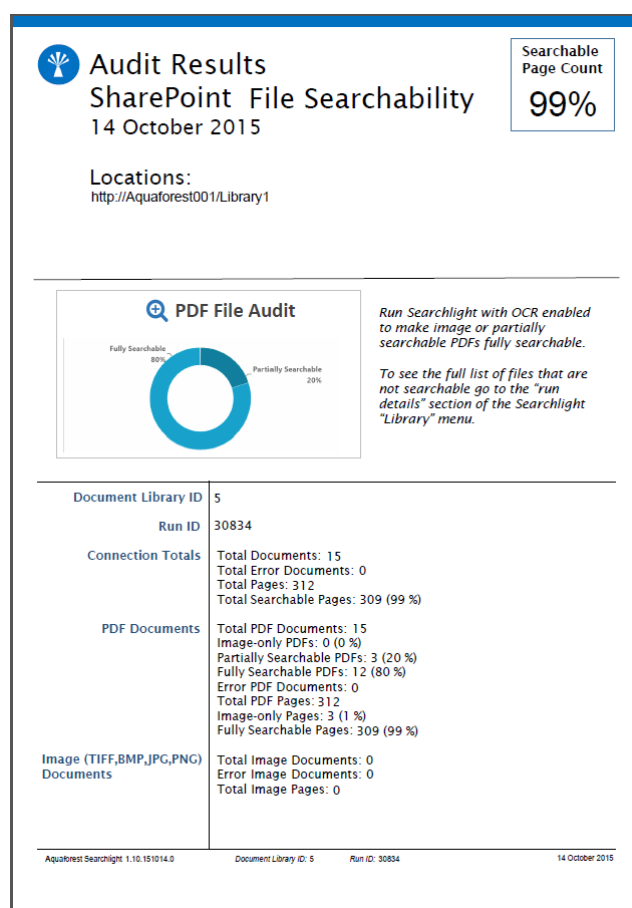 Audit Results
SharePoint File Searchability
14 October 2015
Searchable
Page Count
99%
Locations:
http://Aquaforest001/Library1
PDF File Audit
Fully Searchable
80%
Partially Searchable
20%
Run Searchlight with OCR enabled
to make image or partially
searchable PDFs fully searchable.
To see the full list of files that are
not searchable go to the "run
details" section of the Searchlight
"Library" menu.
Document Library ID 5
Run ID 30834
Connection Totals Total Documents: 15
Total Error Documents: 0
Total Pages: 312
Total Searchable Pages: 309 (99 %)
PDF Documents Total PDF Documents: 15
Image-only PDFs: 0 (0 %)
Partially Searchable PDFs: 3 (20 %)
Fully Searchable PDFs: 12 (80 %)
Error PDF Documents: 0
Total PDF Pages: 312
Image-only Pages: 3 (1 %)
Fully Searchable Pages: 309 (99 %)
Image (TIFF,BMP,JPG,PNG) Total Image Documents: 0
Documents Error Image Documents: 0
Total Image Pages: 0
Aquaforest Searchlight 1.10.151014.0 Document Library ID: 5 Run ID: 30834 14 October 2015